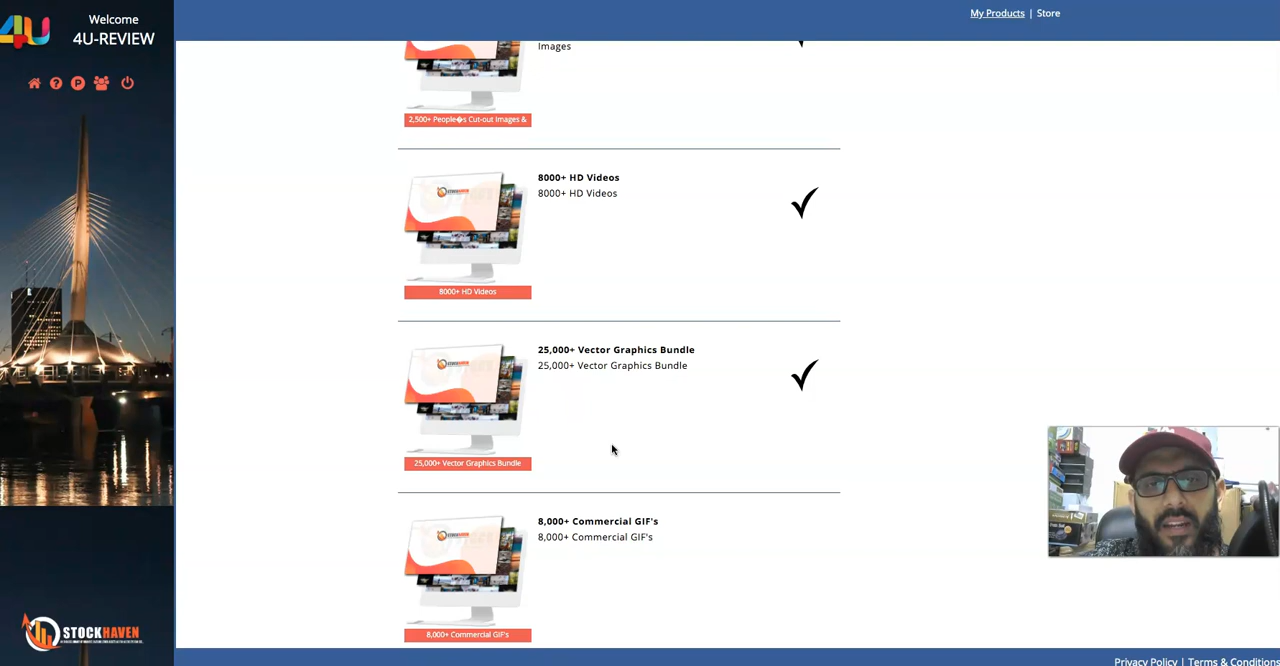 4U
Welcome
4U-REVIEW
My Products | Store
Images
2,500+ People�s Cut-out Images &
8000+ HD Videos
8000+ HD Videos
8000+ HD Videos
25,000+ Vector Graphics Bundle
25,000+ Vector Graphics Bundle
25,000+ Vector Graphics Bundle
8,000+ Commercial GIF's
8,000+ Commercial GIF's
8,000+ Commercial GIF's
STOCKHAVEN
Privacy Policy | Terms & Conditions